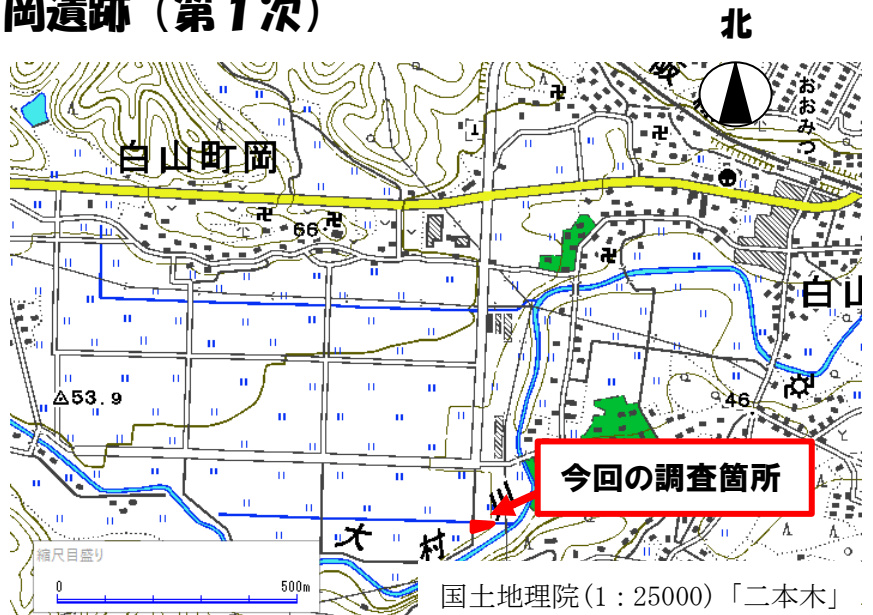 岡遺跡（第1次）
北
阪
おおみつ
白山町岡
66
白山
53.9
46
今回の調査箇所
大村川
縮尺目盛り
0 500m
国土地理院(1：25000)「二本木」